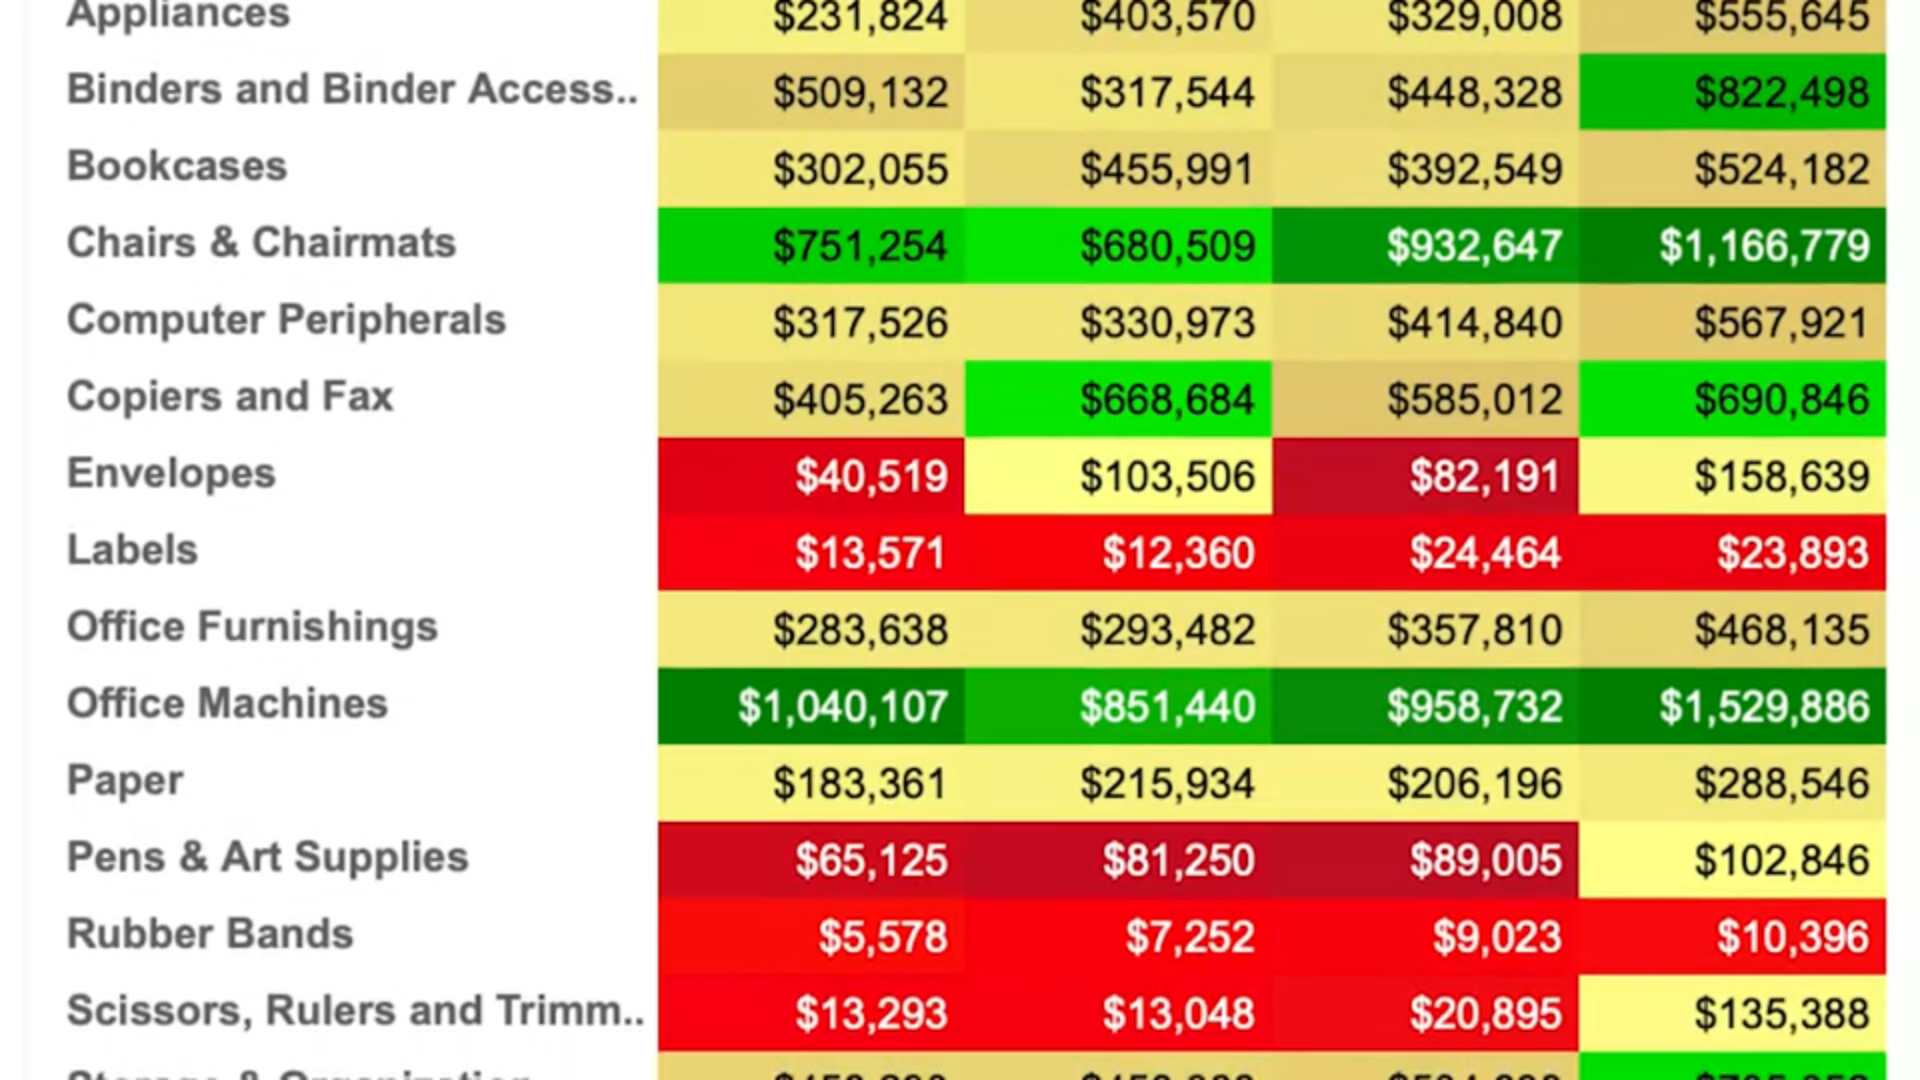 Appliances $231,824 $403,570 $329,008 $555,645
Binders and Binder Access.. $509,132 $317,544 $448,328 $822,498
Bookcases $302,055 $455,991 $392,549 $524,182
Chairs & Chairmats $751,254 $680,509 $932,647 $1,166,779
Computer Peripherals $317,526 $330,973 $414,840 $567,921
Copiers and Fax $405,263 $668,684 $585,012 $690,846
Envelopes $40,519 $103,506 $82,191 $158,639
Labels $13,571 $12,360 $24,464 $23,893
Office Furnishings $283,638 $293,482 $357,810 $468,135
Office Machines $1,040,107 $851,440 $958,732 $1,529,886
Paper $183,361 $215,934 $206,196 $288,546
Pens & Art Supplies $65,125 $81,250 $89,005 $102,846
Rubber Bands $5,578 $7,252 $9,023 $10,396
Scissors, Rulers and Trimm.. $13,293 $13,048 $20,895 $135,388
Storage & Organization